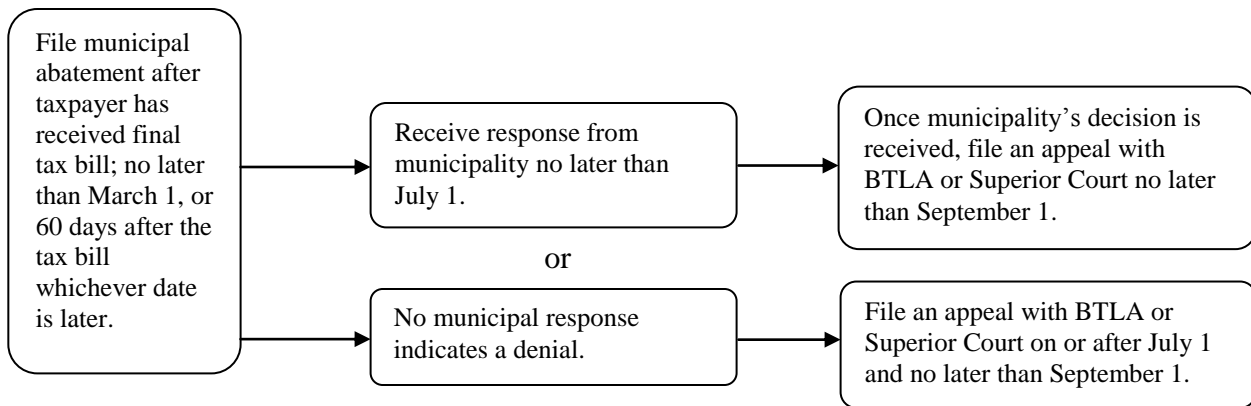 File municipal
abatement after
taxpayer has
received final
tax bill; no later
than March 1, or
60 days after the
tax bill
whichever date
is later.
Receive response from
municipality no later than
July 1.
Once municipality’s decision is
received, file an appeal with
BTLA or Superior Court no later
than September 1.
or
No municipal response
indicates a denial.
File an appeal with BTLA or
Superior Court on or after July 1
and no later than September 1.